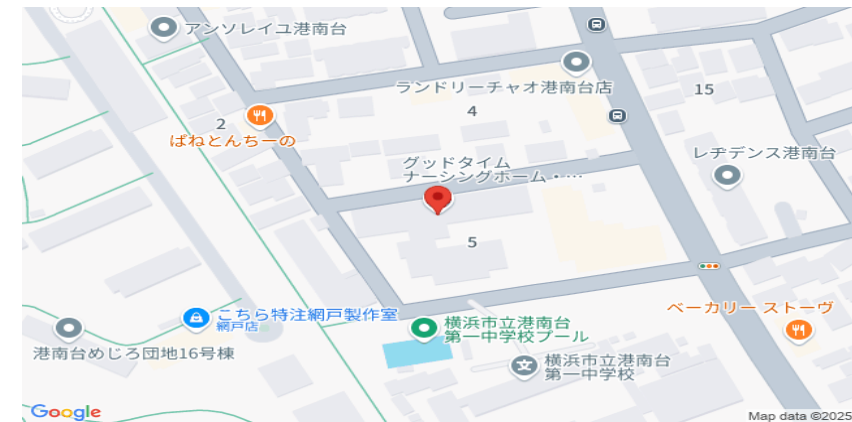 アンソレイユ港南台
ランドリーチャオ港南台店
15
4
2
ぱねとんちーの
グッドタイム
ナーシングホーム・…
レヂデンス港南台
5
こちら特注網戸製作室
網戸店
横浜市立港南台
第一中学校プール
ベーカリー ストーヴ
港南台めじろ団地16号棟
文
横浜市立港南台
第一中学校
Google
Map data ©2025